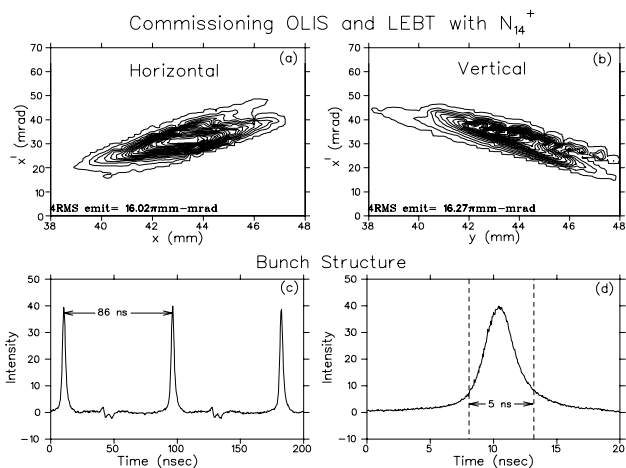 Commissioning OLIS and LEBT with N14+
70
60
50
40
30
20
10
0
x' (mrad)
(a)
Horizontal
4RMS emit= 16.02πmm-mrad
38 40 42 44 46 48
x (mm)
70
60
50
40
30
20
10
0
x' (mrad)
(b)
Vertical
4RMS emit= 16.27πmm-mrad
38 40 42 44 46 48
y (mm)
Bunch Structure
50
40
30
20
10
0
-10
Intensity
(c)
86 ns
0 50 100 150 200
Time (nsec)
50
40
30
20
10
0
-10
Intensity
(d)
5 ns
0 5 10 15 20
Time (nsec)